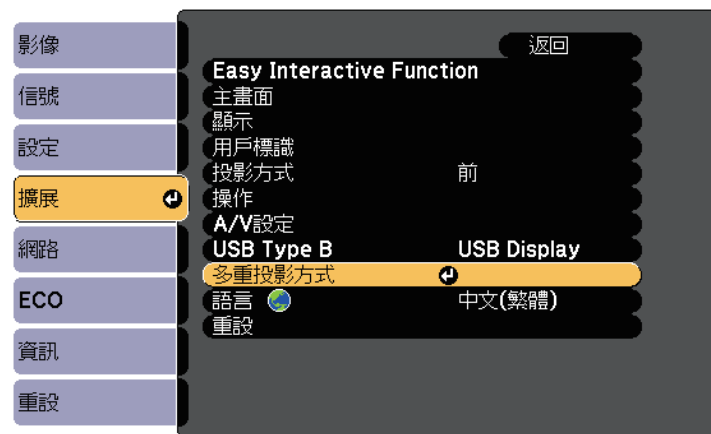 影像
信號
設定
擴展
網路
ECO
資訊
重設
返回
Easy Interactive Function
主畫面
顯示
用戶標識
投影方式 前
操作
A/V設定
USB Type B USB Display
多重投影方式
語言 中文(繁體)
重設